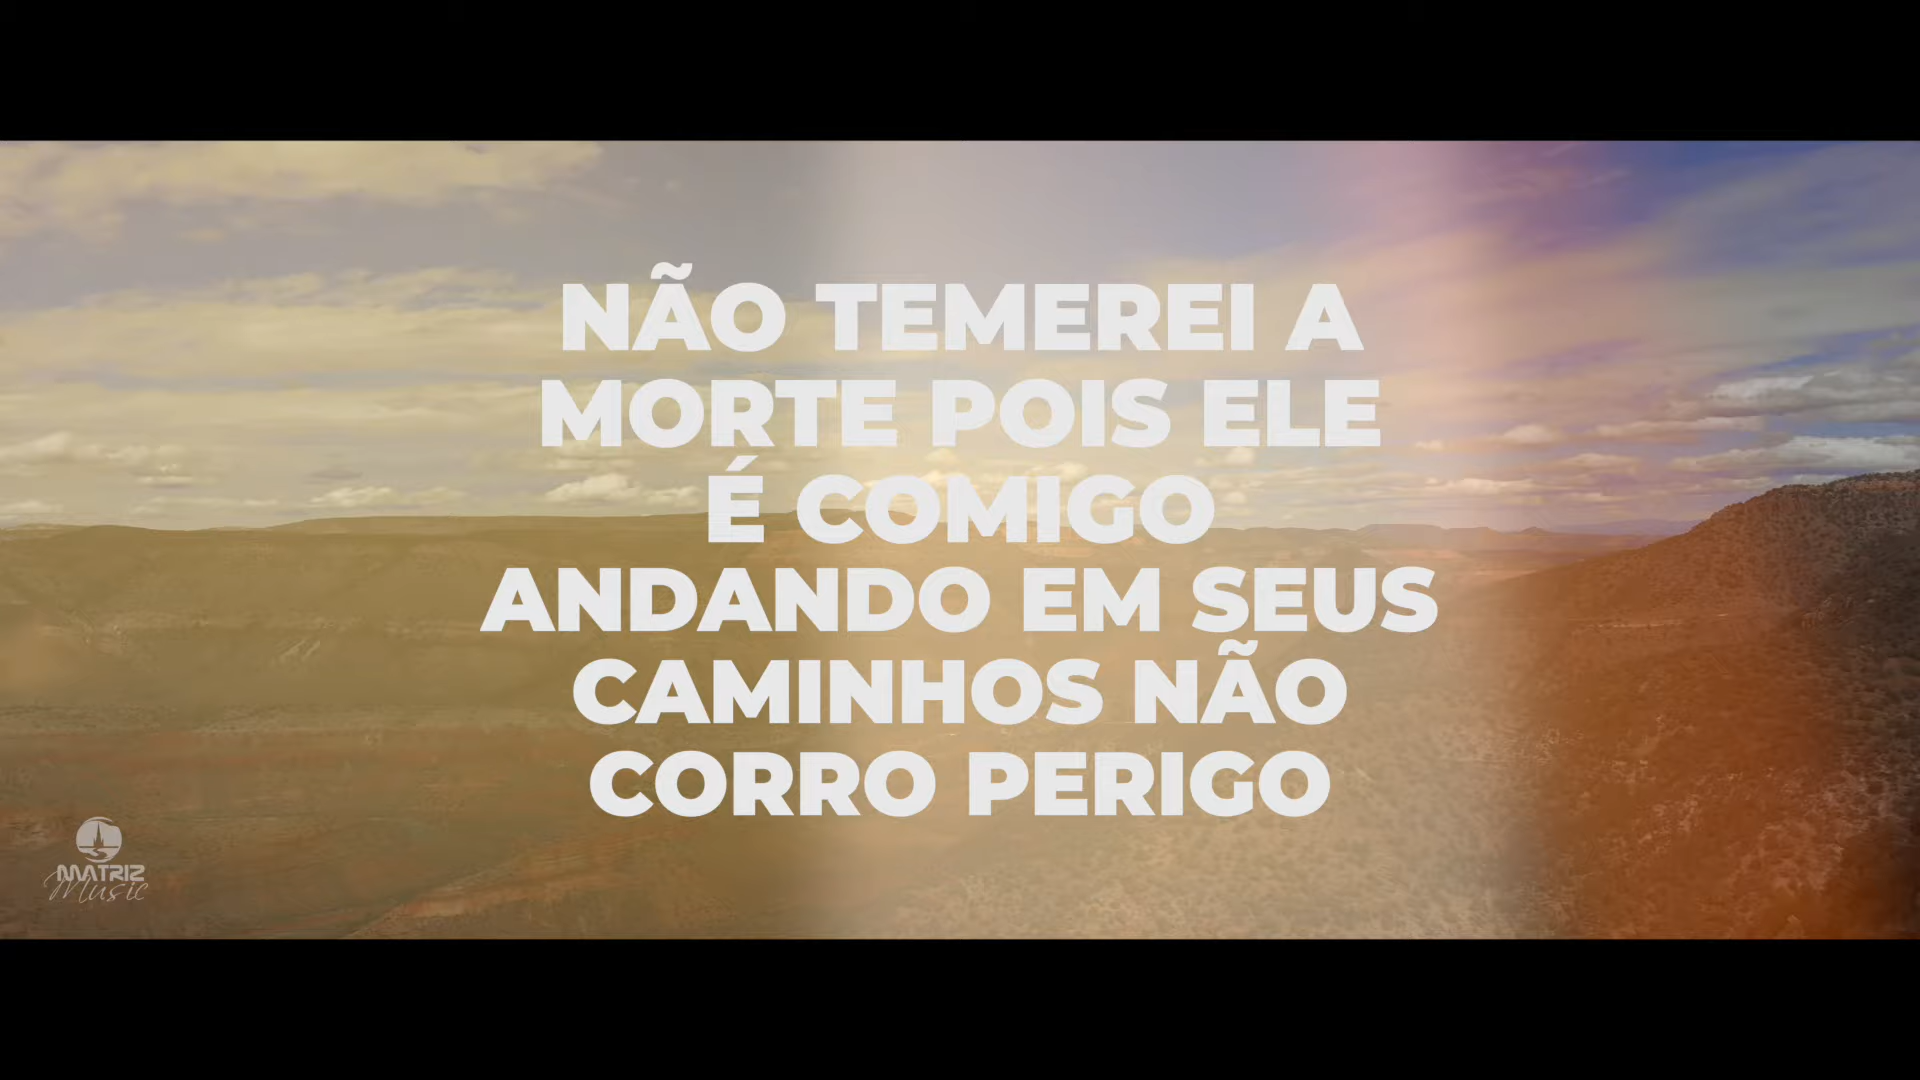 NÃO TEMEREI A
MORTE POIS ELE
É COMIGO
ANDANDO EM SEUS
CAMINHOS NÃO
CORRO PERIGO
MATRIZ
Music